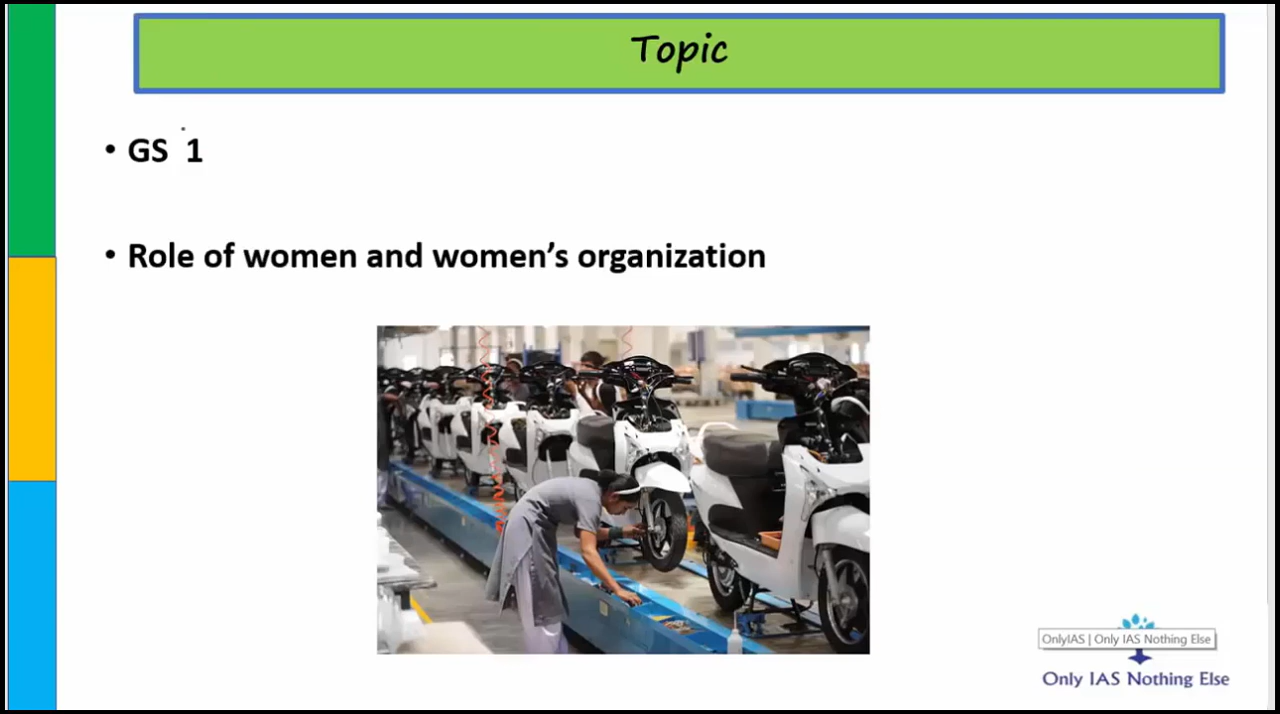 Topic
• GS 1
• Role of women and women's organization
OnlyIAS | Only IAS Nothing Else
Only IAS Nothing Else